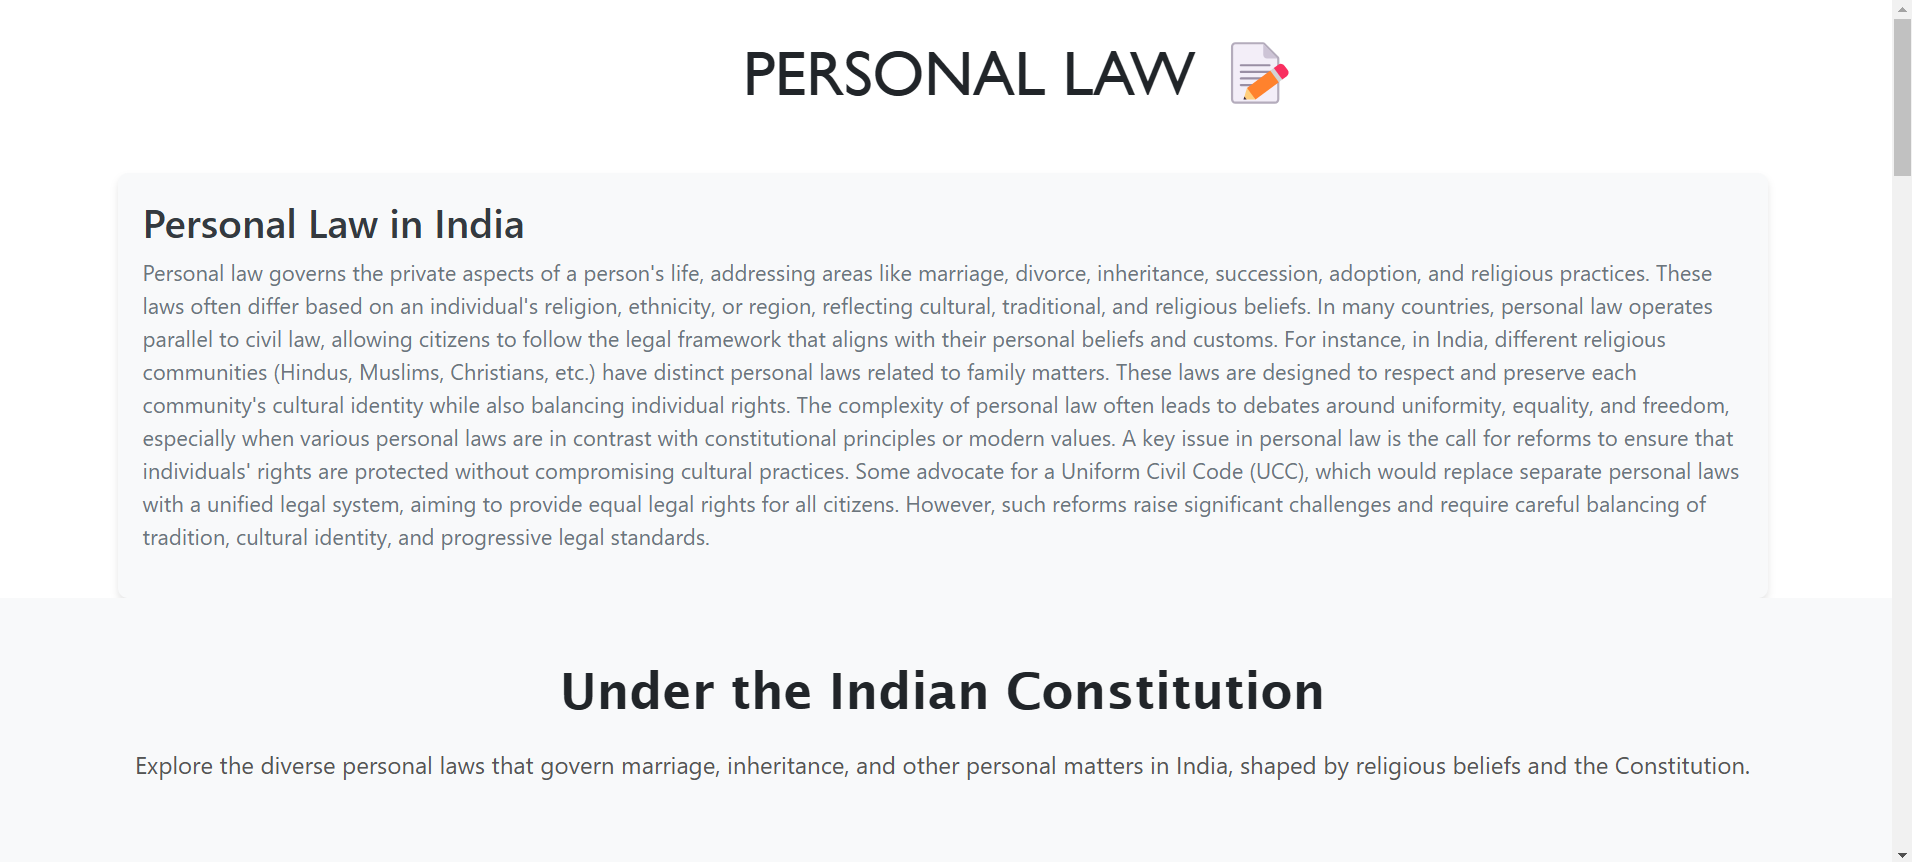 PERSONAL LAW
Personal Law in India
Personal law governs the private aspects of a person's life, addressing areas like marriage, divorce, inheritance, succession, adoption, and religious practices. These
laws often differ based on an individual's religion, ethnicity, or region, reflecting cultural, traditional, and religious beliefs. In many countries, personal law operates
parallel to civil law, allowing citizens to follow the legal framework that aligns with their personal beliefs and customs. For instance, in India, different religious
communities (Hindus, Muslims, Christians, etc.) have distinct personal laws related to family matters. These laws are designed to respect and preserve each
community's cultural identity while also balancing individual rights. The complexity of personal law often leads to debates around uniformity, equality, and freedom,
especially when various personal laws are in contrast with constitutional principles or modern values. A key issue in personal law is the call for reforms to ensure that
individuals' rights are protected without compromising cultural practices. Some advocate for a Uniform Civil Code (UCC), which would replace separate personal laws
with a unified legal system, aiming to provide equal legal rights for all citizens. However, such reforms raise significant challenges and require careful balancing of
tradition, cultural identity, and progressive legal standards.
Under the Indian Constitution
Explore the diverse personal laws that govern marriage, inheritance, and other personal matters in India, shaped by religious beliefs and the Constitution.